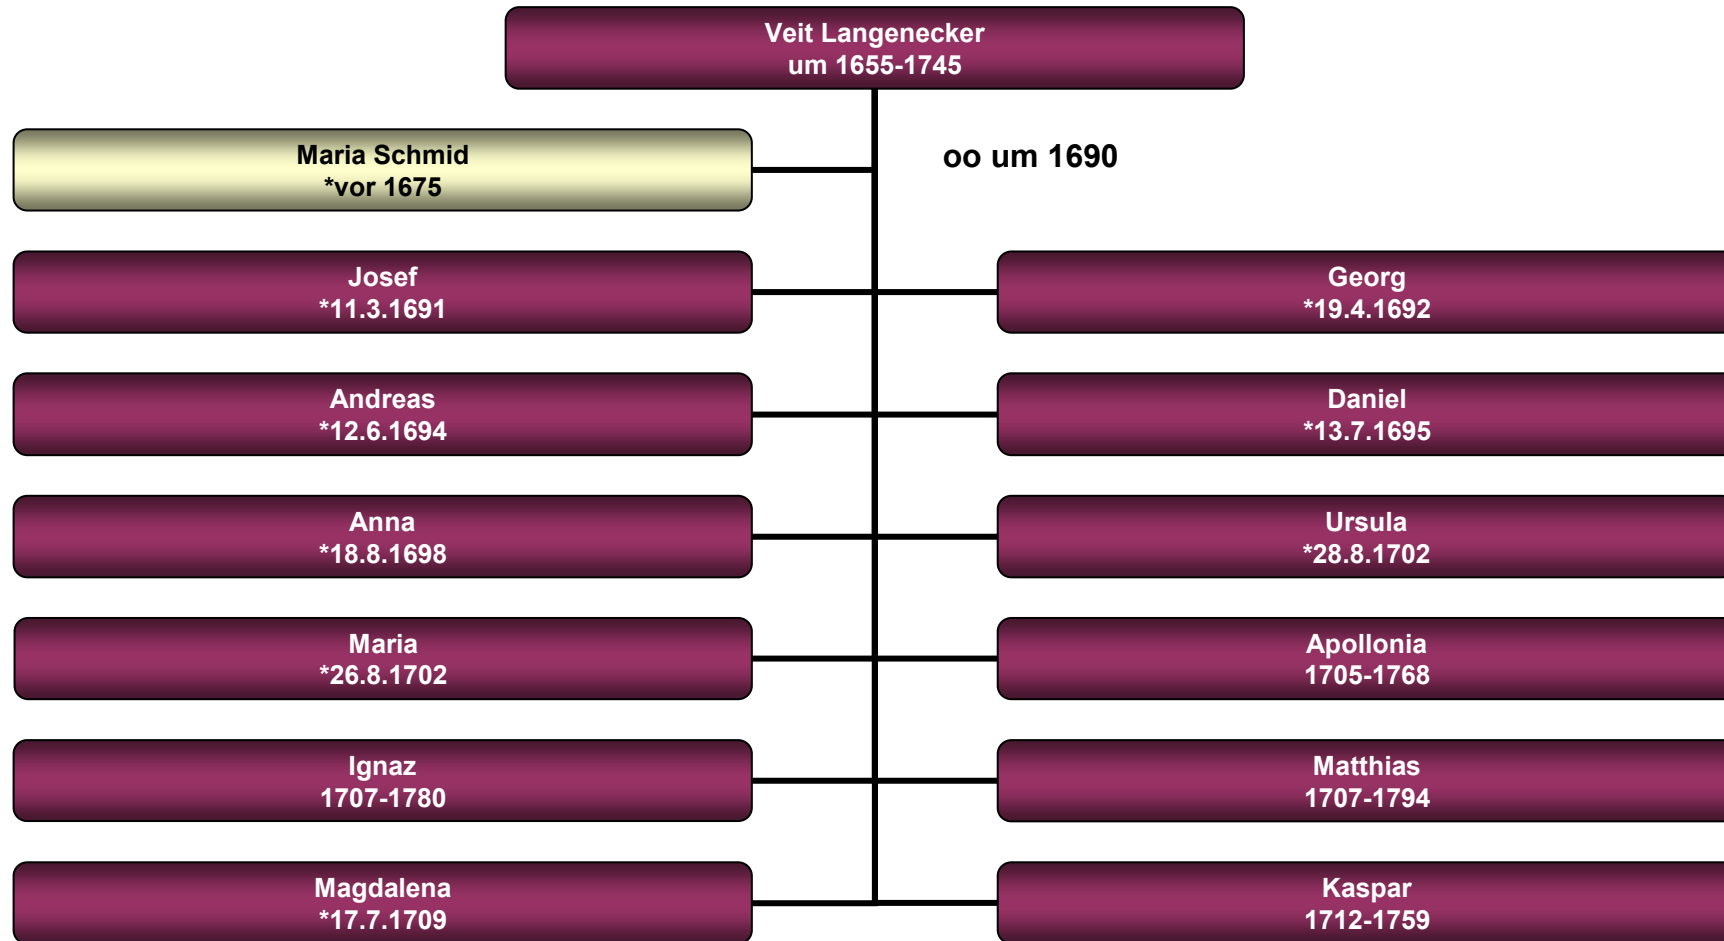 Veit Langenecker
um 1655-1745
Maria Schmid
*vor 1675
oo um 1690
Josef
*11.3.1691
Georg
*19.4.1692
Andreas
*12.6.1694
Daniel
*13.7.1695
Anna
*18.8.1698
Ursula
*28.8.1702
Maria
*26.8.1702
Apollonia
1705-1768
Ignaz
1707-1780
Matthias
1707-1794
Magdalena
*17.7.1709
Kaspar
1712-1759